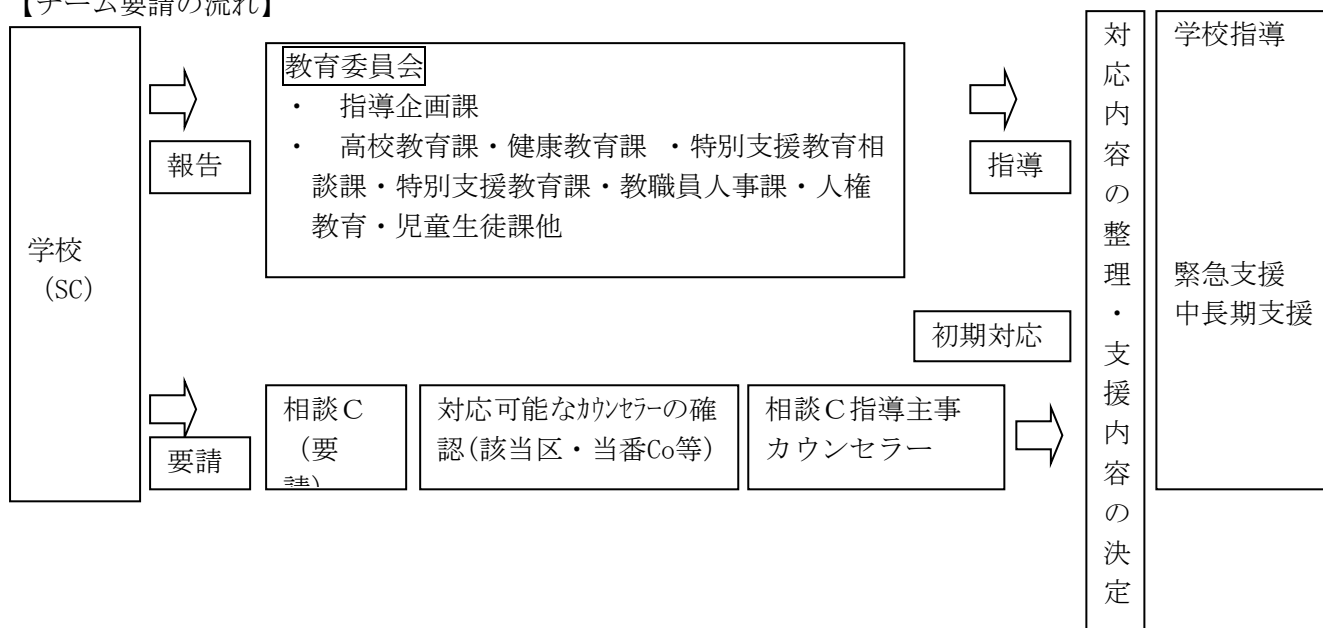 【チーム要請の流れ】
学校
（SC）
報告
教育委員会
・　指導企画課
・　高校教育課・健康教育課　・特別支援教育相
談課・特別支援教育課・教職員人事課・人権
教育・児童生徒課他
指導
初期対応
要請
相談Ｃ
（要
請）
対応可能なｶｳﾝｾﾗｰの確
認(該当区・当番Co等)
相談Ｃ指導主事
カウンセラー
対応内容の整理・支援内容の決定
学校指導
緊急支援
中長期支援